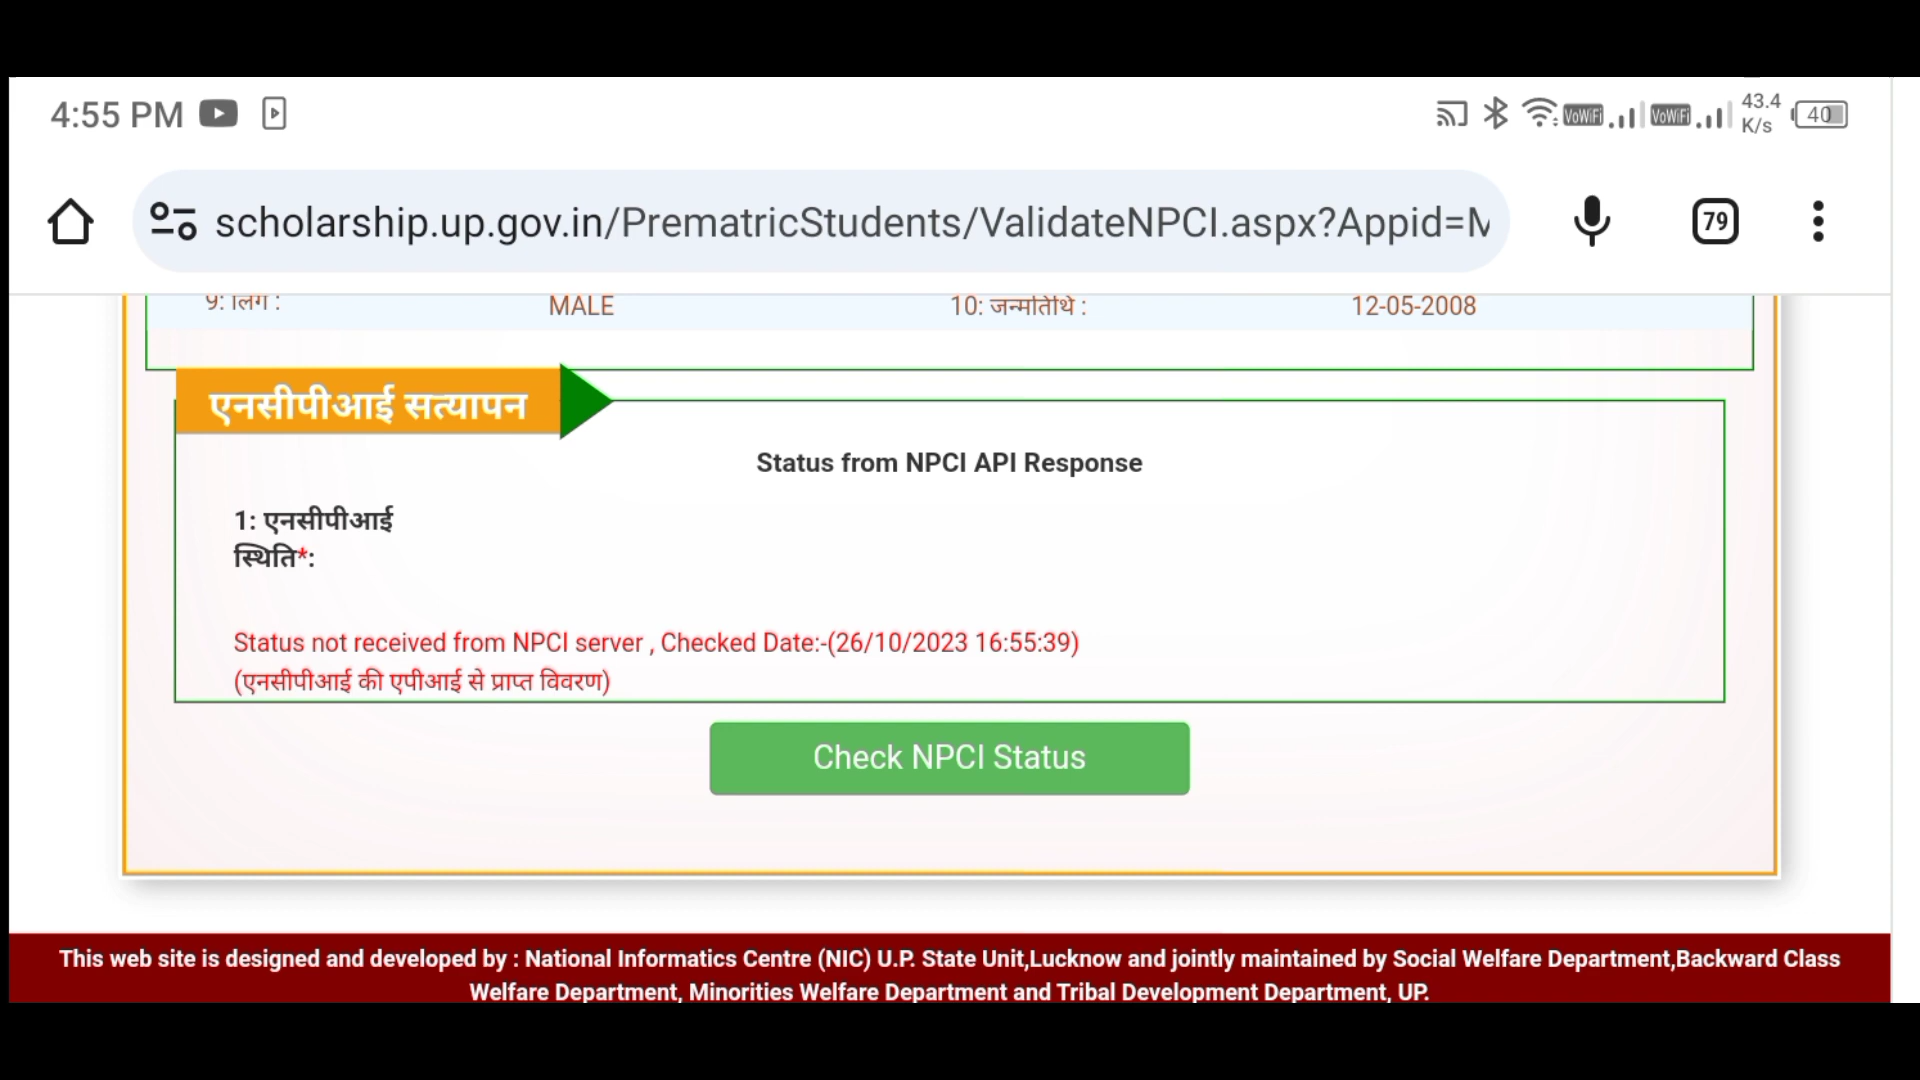 4:55 PM
VoWiFi VoWiFi 43.4 K/s 40
scholarship.up.gov.in/PrematricStudents/ValidateNPCI.aspx?Appid=M
79
9: लिंग : MALE 10: जन्मतिथि : 12-05-2008
एनसीपीआई सत्यापन
Status from NPCI API Response
1: एनसीपीआई
स्थिति*:
Status not received from NPCI server , Checked Date:-(26/10/2023 16:55:39)
(एनसीपीआई की एपीआई से प्राप्त विवरण)
Check NPCI Status
This web site is designed and developed by : National Informatics Centre (NIC) U.P. State Unit,Lucknow and jointly maintained by Social Welfare Department,Backward Class
Welfare Department, Minorities Welfare Department and Tribal Development Department, UP.